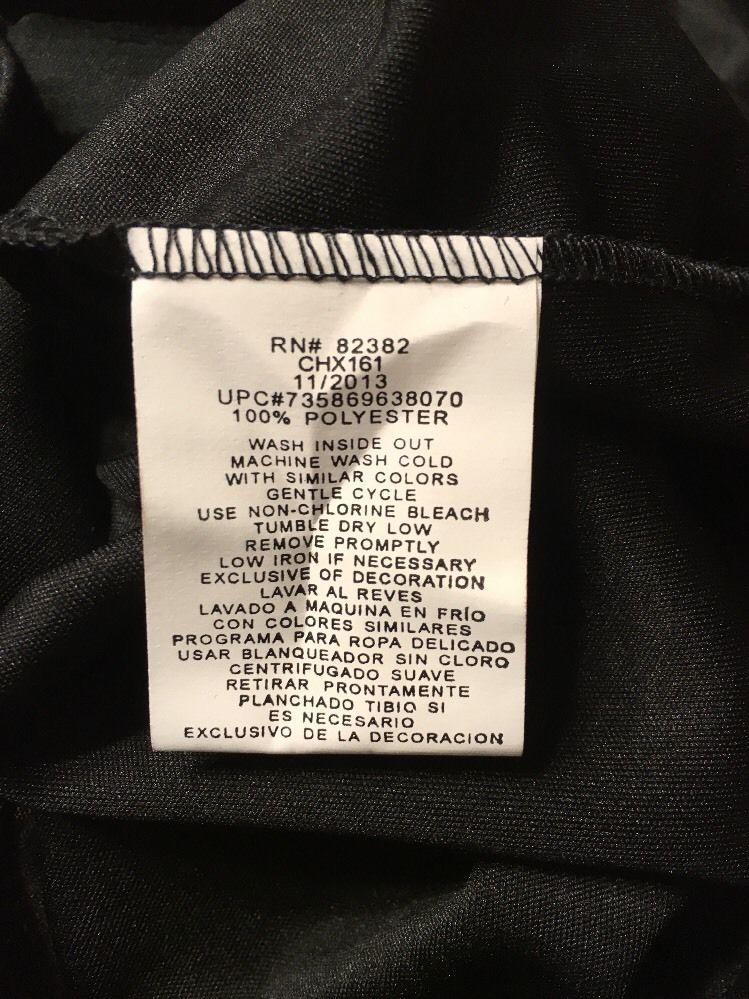 RN# 82382
CHX161
11/2013
UPC#735869638070
100% POLYESTER
WASH INSIDE OUT
MACHINE WASH COLD
WITH SIMILAR COLORS
GENTLE CYCLE
USE NON-CHLORINE BLEACH
TUMBLE DRY LOW
REMOVE PROMPTLY
LOW IRON IF NECESSARY
EXCLUSIVE OF DECORATION
LAVAR AL REVES
LAVADO A MAQUINA EN FRÍO
CON COLORES SIMILARES
PROGRAMA PARA ROPA DELICADO
USAR BLANQUEADOR SIN CLORO
CENTRIFUGADO SUAVE
RETIRAR PRONTAMENTE
PLANCHADO TIBIO SI
ES NECESARIO
EXCLUSIVO DE LA DECORACION